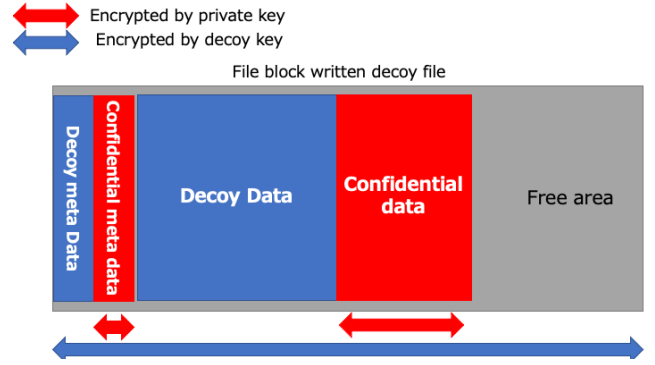 Encrypted by private key
Encrypted by decoy key
File block written decoy file
Decoy meta Data
Confidential meta data
Decoy Data
Confidential
data
Free area